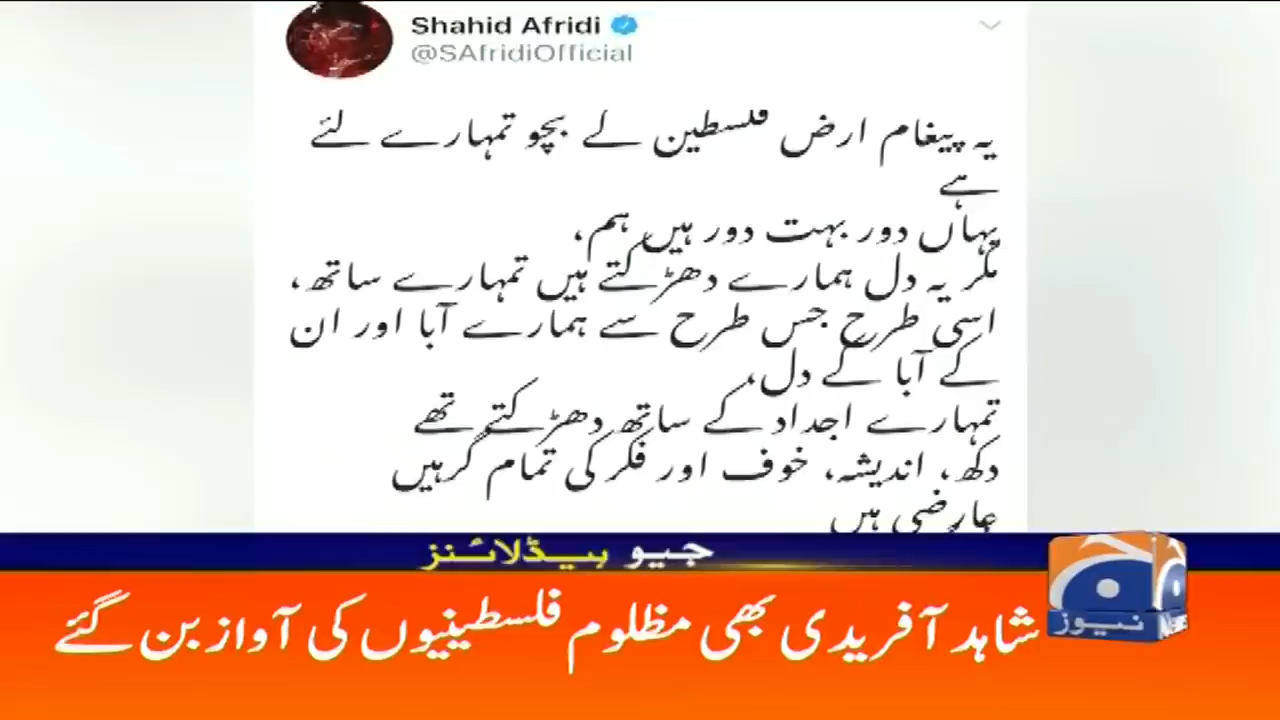 Shahid Afridi
@SAfridiOfficial
یہ پیغام ارض فلسطین کے بچو تمہارے لئے
ہے
یہاں دور بہت دور ہیں ہم،
مگر یہ دل ہمارے دھڑکتے ہیں تمہارے ساتھ،
اسی طرح جس طرح سے ہمارے آبا اور ان
کے آبا کے دل،
تمہارے اجداد کے ساتھ دھڑکتے تھے
دکھ، اندیشہ، خوف اور فکر کی تمام گرہیں
عارضی ہیں
جیو ہیڈلائنز
شاہد آفریدی بھی مظلوم فلسطینیوں کی آواز بن گئے
جیو
نیوز
News